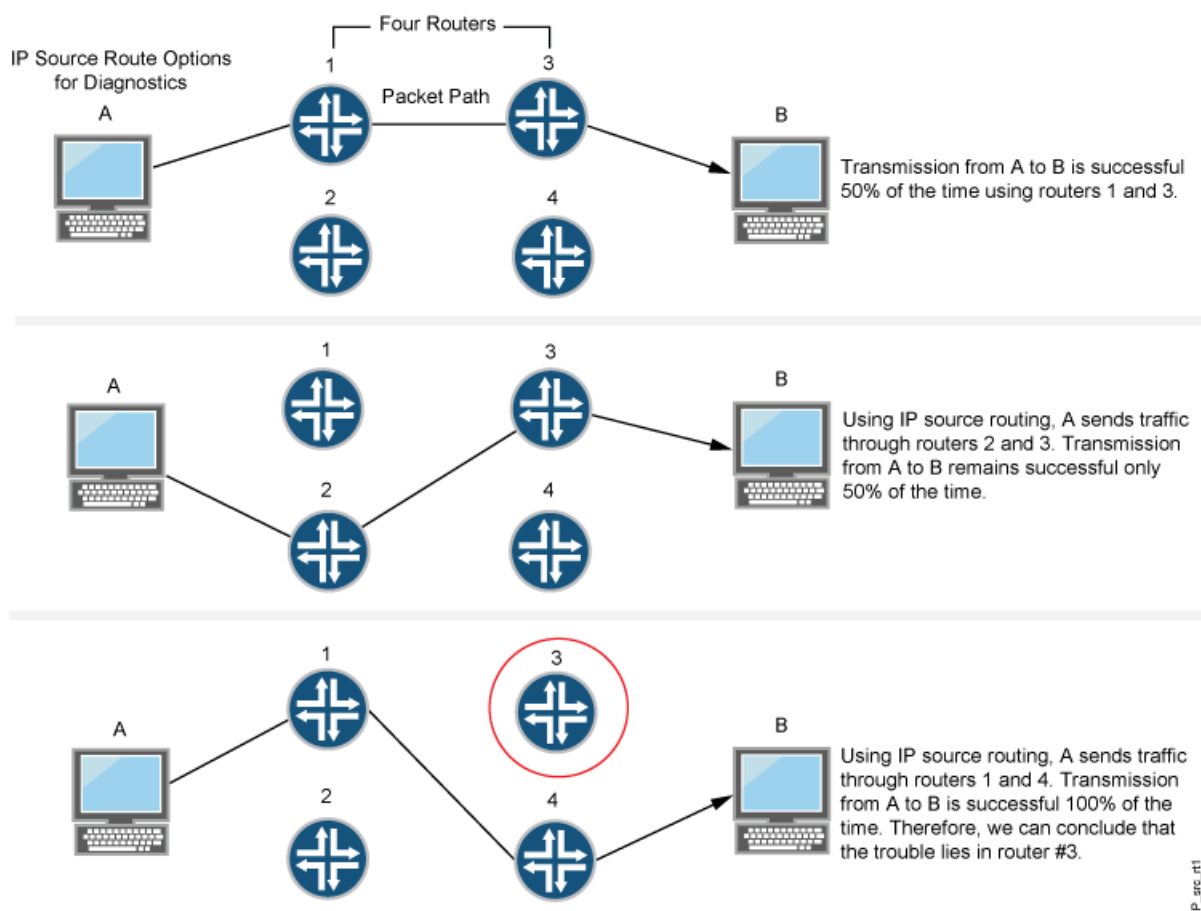 Four Routers
IP Source Route Options
for Diagnostics
1
3
A
Packet Path
B
2
4
Transmission from A to B is successful
50% of the time using routers 1 and 3.
1
3
A
B
2
4
Using IP source routing, A sends traffic
through routers 2 and 3. Transmission
from A to B remains successful only
50% of the time.
1
3
A
B
2
4
Using IP source routing, A sends traffic
through routers 1 and 4. Transmission
from A to B is successful 100% of the
time. Therefore, we can conclude that
the trouble lies in router #3.
P_src_rt1